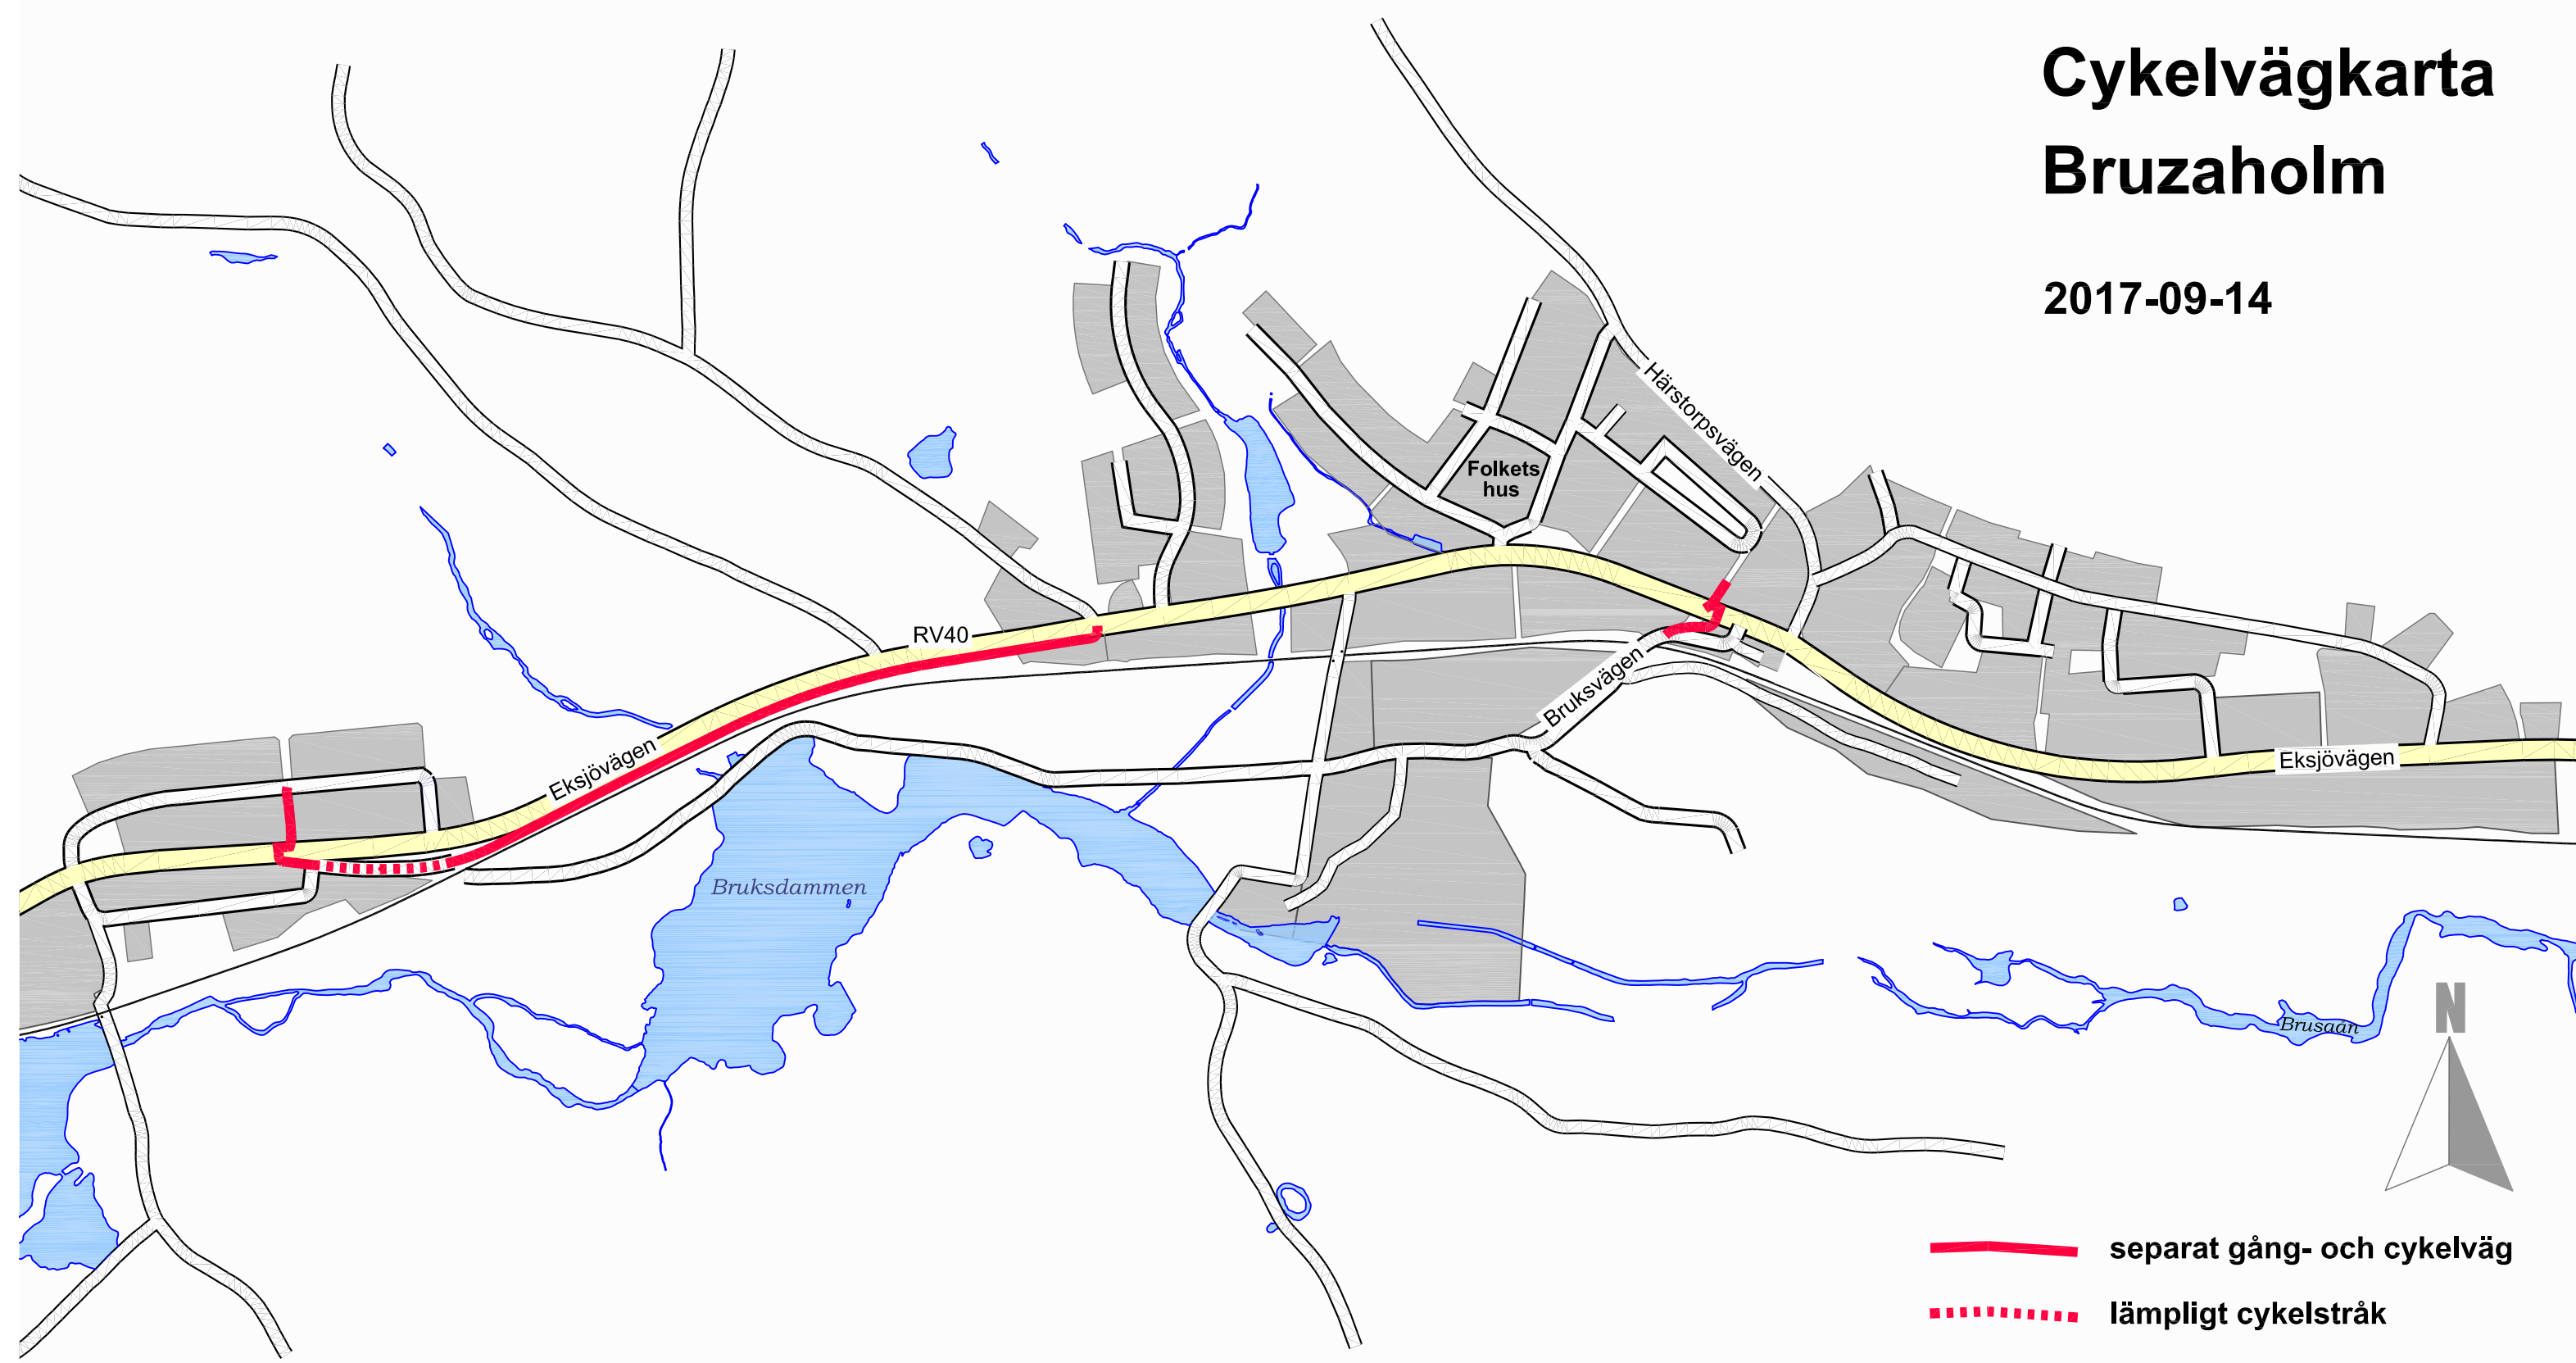 Cykelvägkarta
Bruzaholm
2017-09-14
Härstorpsvägen
Folkets
hus
RV40
Bruksvägen
Eksjövägen
Eksjövägen
Bruksdammen
Brusaån
N
separat gång- och cykelväg
lämpligt cykelstråk